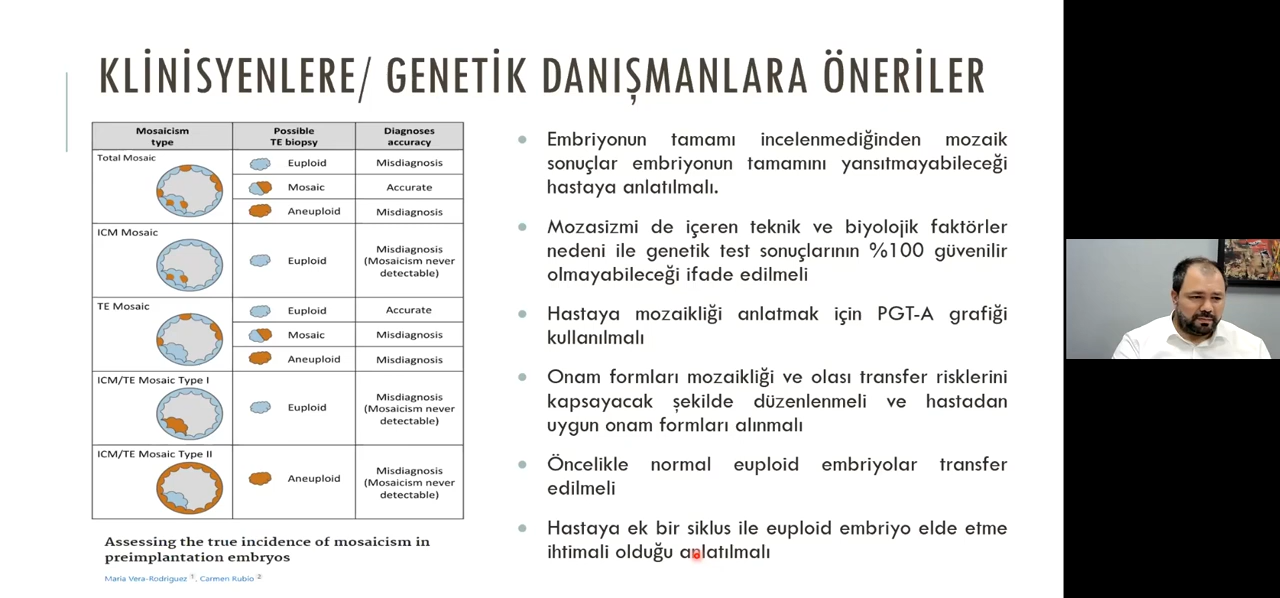 KLİNİSYENLERE/ GENETİK DANIŞMANLARA ÖNERİLER
Mosaicism type
Possible TE biopsy
Diagnoses accuracy
Total Mosaic
Euploid
Misdiagnosis
Mosaic
Accurate
Aneuploid
Misdiagnosis
ICM Mosaic
Euploid
Misdiagnosis
(Mosaicism never
detectable)
TE Mosaic
Euploid
Accurate
Mosaic
Misdiagnosis
Aneuploid
Misdiagnosis
ICM/TE Mosaic Type I
Euploid
Misdiagnosis
(Mosaicism never
detectable)
ICM/TE Mosaic Type II
Aneuploid
Misdiagnosis
(Mosaicism never
detectable)
Assessing the true incidence of mosaicism in
preimplantation embryos
Maria Vera-Rodriguez 1, Carmen Rubio 2
Embriyonun tamamı incelenmediğinden mozaik
sonuçlar embriyonun tamamını yansıtmayabileceği
hastaya anlatılmalı.
Mozasizmi de içeren teknik ve biyolojik faktörler
nedeni ile genetik test sonuçlarının %100 güvenilir
olmayabileceği ifade edilmeli
Hastaya mozaikliği anlatmak için PGT-A grafiği
kullanılmalı
Onam formları mozaikliği ve olası transfer risklerini
kapsayacak şekilde düzenlenmeli ve hastadan
uygun onam formları alınmalı
Öncelikle normal euploid embriyolar transfer
edilmeli
Hastaya ek bir siklus ile euploid embriyo elde etme
ihtimali olduğu anlatılmalı